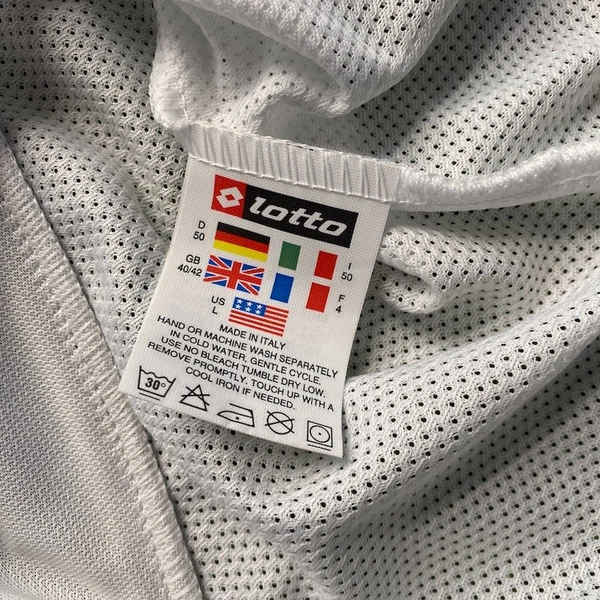 lotto
D
50
I
50
GB
40/42
F
4
US
L
MADE IN ITALY
HAND OR MACHINE WASH SEPARATELY
IN COLD WATER, GENTLE CYCLE.
USE NO BLEACH TUMBLE DRY LOW.
REMOVE PROMPTLY. TOUCH UP WITH A
COOL IRON IF NEEDED.
30°